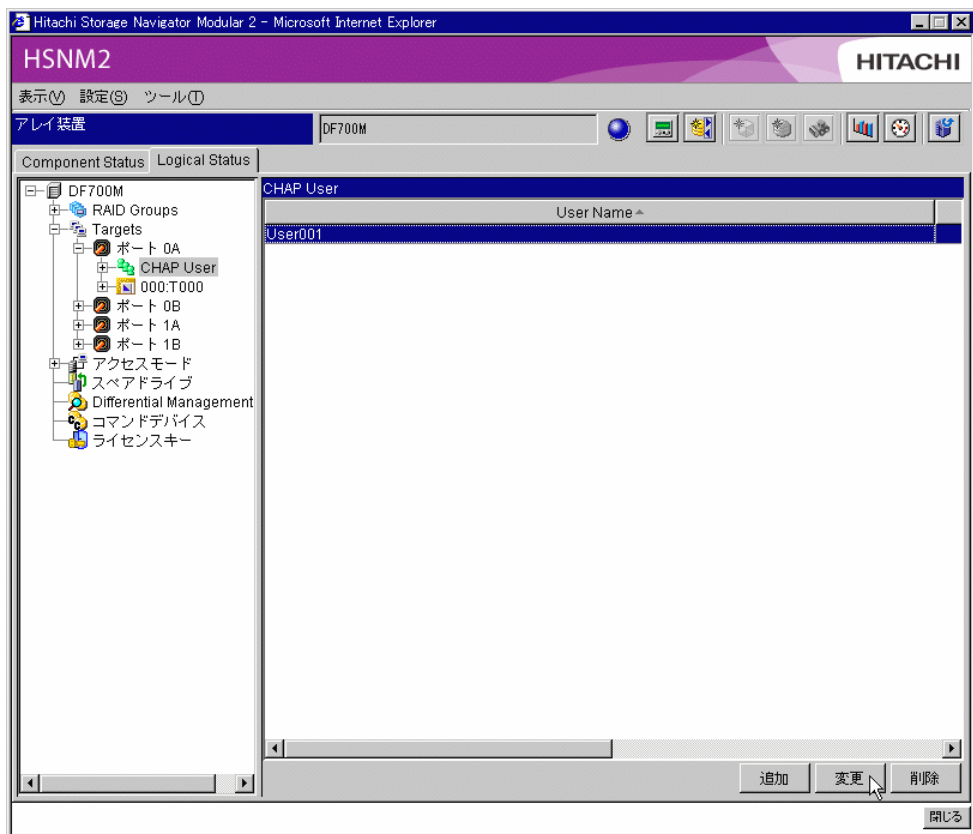 Hitachi Storage Navigator Modular 2 - Microsoft Internet Explorer
HSNM2
HITACHI
表示(V) 設定(S) ツール(T)
アレイ装置
DF700M
Component Status
Logical Status
DF700M
RAID Groups
Targets
ポート 0A
CHAP User
000:T000
ポート 0B
ポート 1A
ポート 1B
アクセスモード
スペアドライブ
Differential Management
コマンドデバイス
ライセンスキー
CHAP User
User Name
User001
追加
変更
削除
閉じる